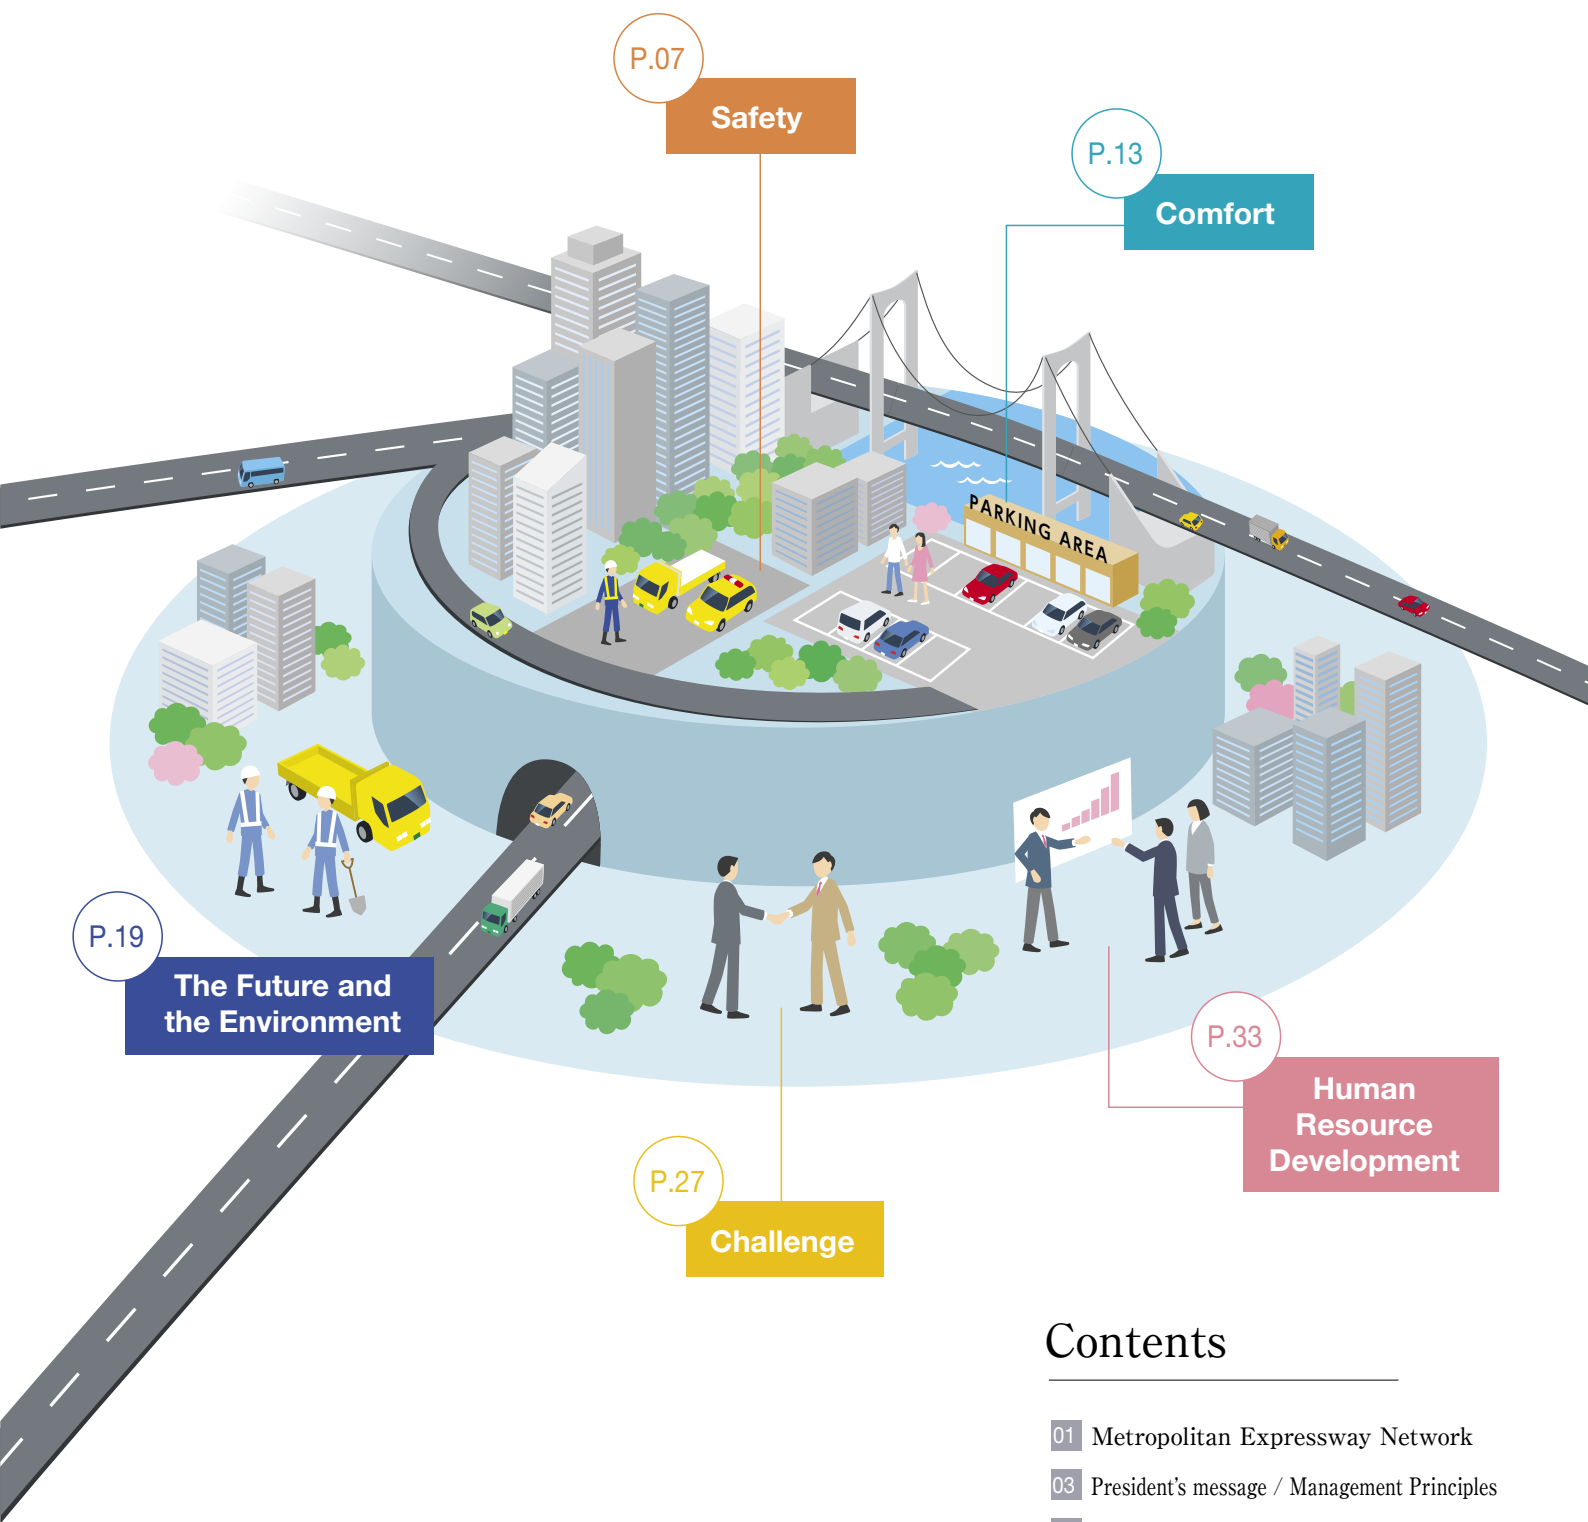 P.07
Safety
P.13
Comfort
PARKING AREA
P.19
The Future and
the Environment
P.33
Human
Resource
Development
P.27
Challenge
Contents
01 Metropolitan Expressway Network
03 President's message / Management Principles